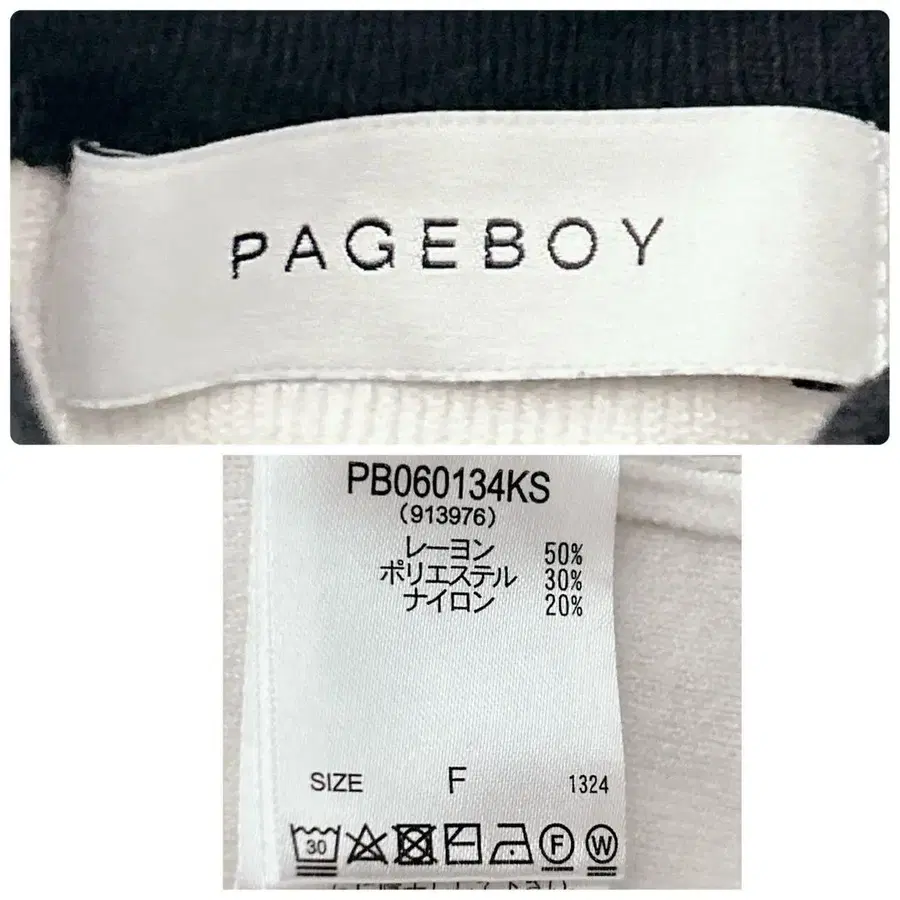 PAGEBOY
PB060134KS
(913976)
レーヨン 50%
ポリエステル 30%
ナイロン 20%
SIZE F 1324
30 F W